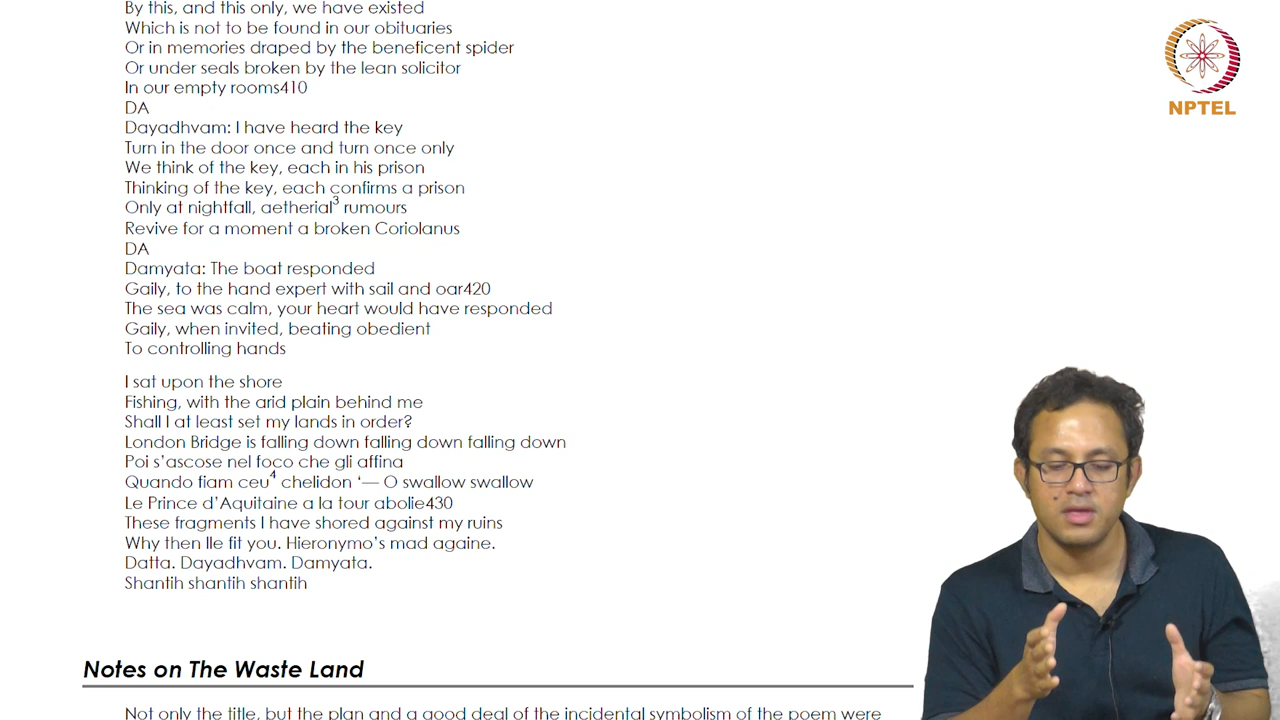 By this, and this only, we have existed
Which is not to be found in our obituaries
Or in memories draped by the beneficent spider
Or under seals broken by the lean solicitor
In our empty rooms410
DA
Dayadhvam: I have heard the key
Turn in the door once and turn once only
We think of the key, each in his prison
Thinking of the key, each confirms a prison
Only at nightfall, aetherial3 rumours
Revive for a moment a broken Coriolanus
DA
Damyata: The boat responded
Gaily, to the hand expert with sail and oar420
The sea was calm, your heart would have responded
Gaily, when invited, beating obedient
To controlling hands
I sat upon the shore
Fishing, with the arid plain behind me
Shall I at least set my lands in order?
London Bridge is falling down falling down falling down
Poi s'ascose nel foco che gli affina
Quando fiam ceu4 chelidon '— O swallow swallow
Le Prince d'Aquitaine a la tour abolie430
These fragments I have shored against my ruins
Why then Ile fit you. Hieronymo's mad againe.
Datta. Dayadhvam. Damyata.
Shantih shantih shantih
Notes on The Waste Land
Not only the title, but the plan and a good deal of the incidental symbolism of the poem were
NPTEL